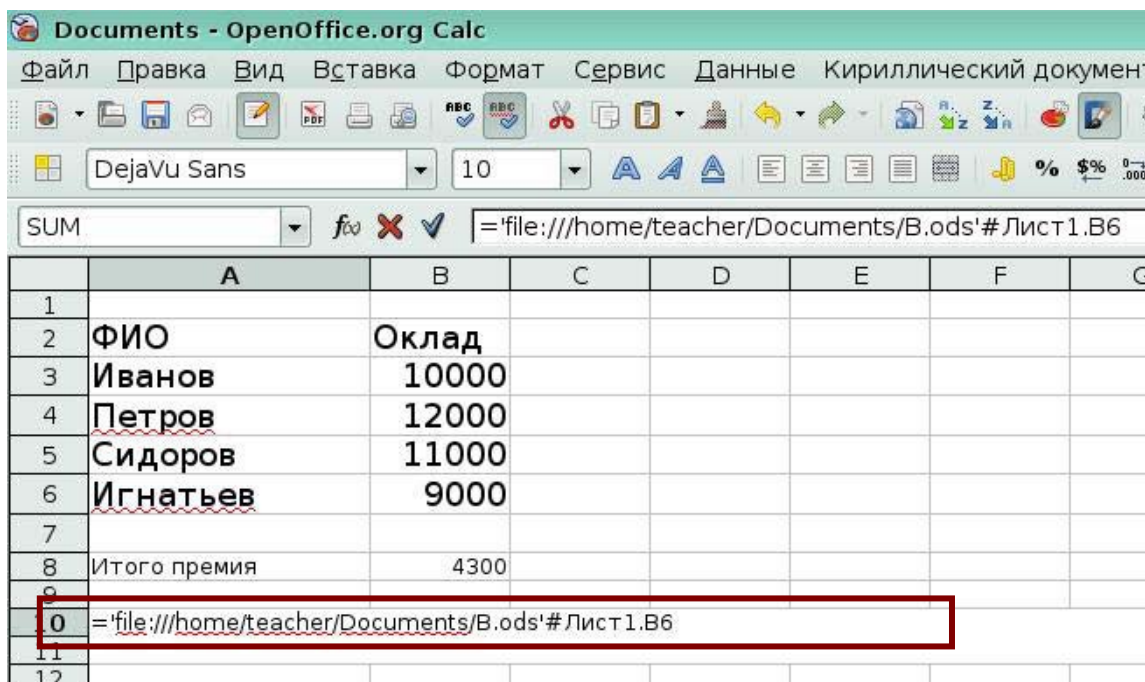 Documents - OpenOffice.org Calc
Файл Правка Вид Вставка Формат Сервис Данные Кириллический документ
DejaVu Sans 10 % $%
SUM f(x) ='file:///home/teacher/Documents/B.ods'#Лист1.B6
A B C D E F
1
2 ФИО Оклад
3 Иванов 10000
4 Петров 12000
5 Сидоров 11000
6 Игнатьев 9000
7
8 Итого премия 4300
9
10 ='file:///home/teacher/Documents/B.ods'#Лист1.B6
11
12